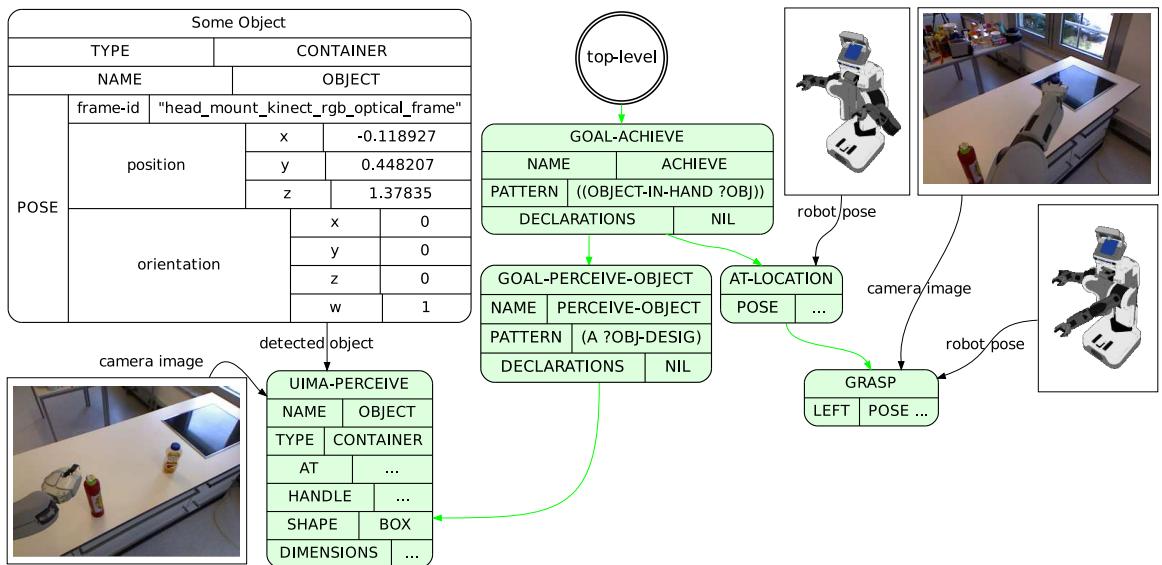 Some Object
TYPE CONTAINER
NAME OBJECT
POSE
frame-id "head_mount_kinect_rgb_optical_frame"
position
x -0.118927
y 0.448207
z 1.37835
orientation
x 0
y 0
z 0
w 1
detected object
camera image
UIMA-PERCEIVE
NAME OBJECT
TYPE CONTAINER
AT ...
HANDLE ...
SHAPE BOX
DIMENSIONS ...
top-level
GOAL-ACHIEVE
NAME ACHIEVE
PATTERN ((OBJECT-IN-HAND ?OBJ))
DECLARATIONS NIL
GOAL-PERCEIVE-OBJECT
NAME PERCEIVE-OBJECT
PATTERN (A ?OBJ-DESIG)
DECLARATIONS NIL
robot pose
AT-LOCATION
POSE ...
camera image
robot pose
GRASP
LEFT POSE ...